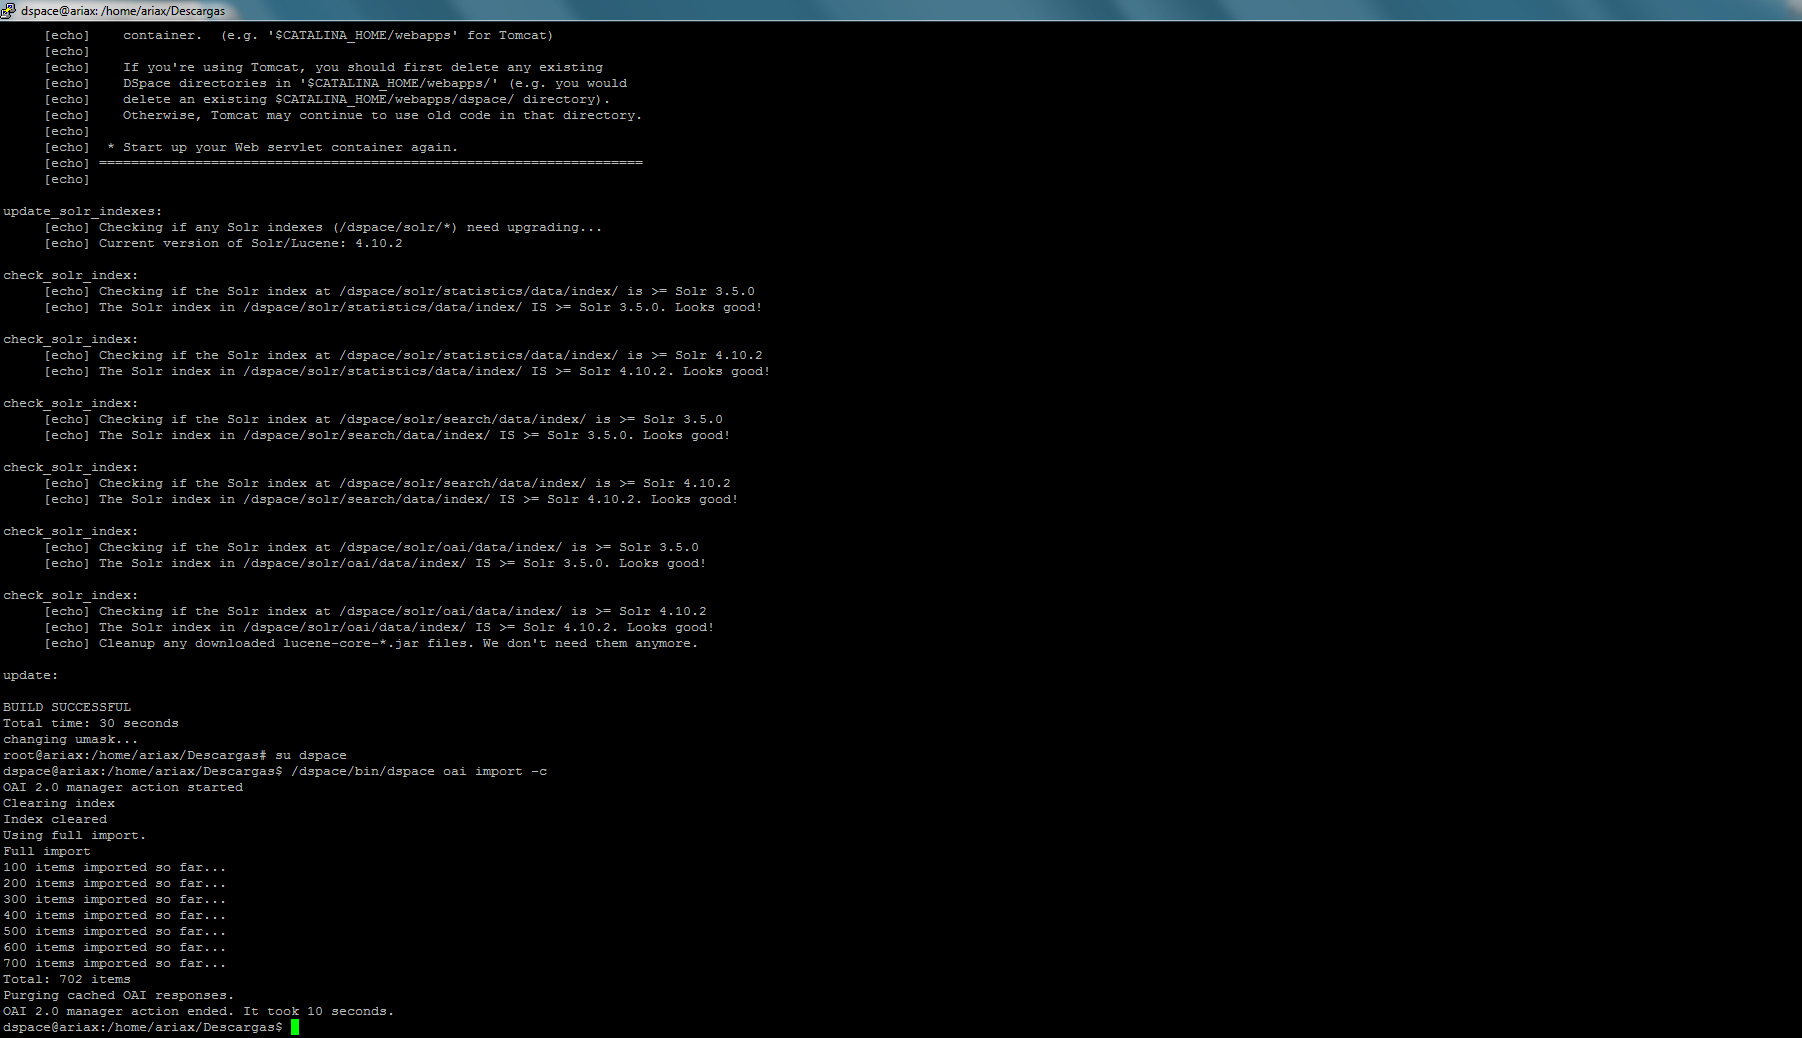 dspace@ariax: /home/ariax/Descargas
[echo]    container.  (e.g. '$CATALINA_HOME/webapps' for Tomcat)
[echo]
[echo]    If you're using Tomcat, you should first delete any existing
[echo]    DSpace directories in '$CATALINA_HOME/webapps/' (e.g. you would
[echo]    delete an existing $CATALINA_HOME/webapps/dspace/ directory).
[echo]    Otherwise, Tomcat may continue to use old code in that directory.
[echo]
[echo]  * Start up your Web servlet container again.
[echo] ====================================================================
[echo]
update_solr_indexes:
[echo] Checking if any Solr indexes (/dspace/solr/*) need upgrading...
[echo] Current version of Solr/Lucene: 4.10.2
check_solr_index:
[echo] Checking if the Solr index at /dspace/solr/statistics/data/index/ is >= Solr 3.5.0
[echo] The Solr index in /dspace/solr/statistics/data/index/ IS >= Solr 3.5.0. Looks good!
check_solr_index:
[echo] Checking if the Solr index at /dspace/solr/statistics/data/index/ is >= Solr 4.10.2
[echo] The Solr index in /dspace/solr/statistics/data/index/ IS >= Solr 4.10.2. Looks good!
check_solr_index:
[echo] Checking if the Solr index at /dspace/solr/search/data/index/ is >= Solr 3.5.0
[echo] The Solr index in /dspace/solr/search/data/index/ IS >= Solr 3.5.0. Looks good!
check_solr_index:
[echo] Checking if the Solr index at /dspace/solr/search/data/index/ is >= Solr 4.10.2
[echo] The Solr index in /dspace/solr/search/data/index/ IS >= Solr 4.10.2. Looks good!
check_solr_index:
[echo] Checking if the Solr index at /dspace/solr/oai/data/index/ is >= Solr 3.5.0
[echo] The Solr index in /dspace/solr/oai/data/index/ IS >= Solr 3.5.0. Looks good!
check_solr_index:
[echo] Checking if the Solr index at /dspace/solr/oai/data/index/ is >= Solr 4.10.2
[echo] The Solr index in /dspace/solr/oai/data/index/ IS >= Solr 4.10.2. Looks good!
[echo] Cleanup any downloaded lucene-core-*.jar files. We don't need them anymore.
update:
BUILD SUCCESSFUL
Total time: 30 seconds
changing umask...
root@ariax:/home/ariax/Descargas# su dspace
dspace@ariax:/home/ariax/Descargas$ /dspace/bin/dspace oai import -c
OAI 2.0 manager action started
Clearing index
Index cleared
Using full import.
Full import
100 items imported so far...
200 items imported so far...
300 items imported so far...
400 items imported so far...
500 items imported so far...
600 items imported so far...
700 items imported so far...
Total: 702 items
Purging cached OAI responses.
OAI 2.0 manager action ended. It took 10 seconds.
dspace@ariax:/home/ariax/Descargas$